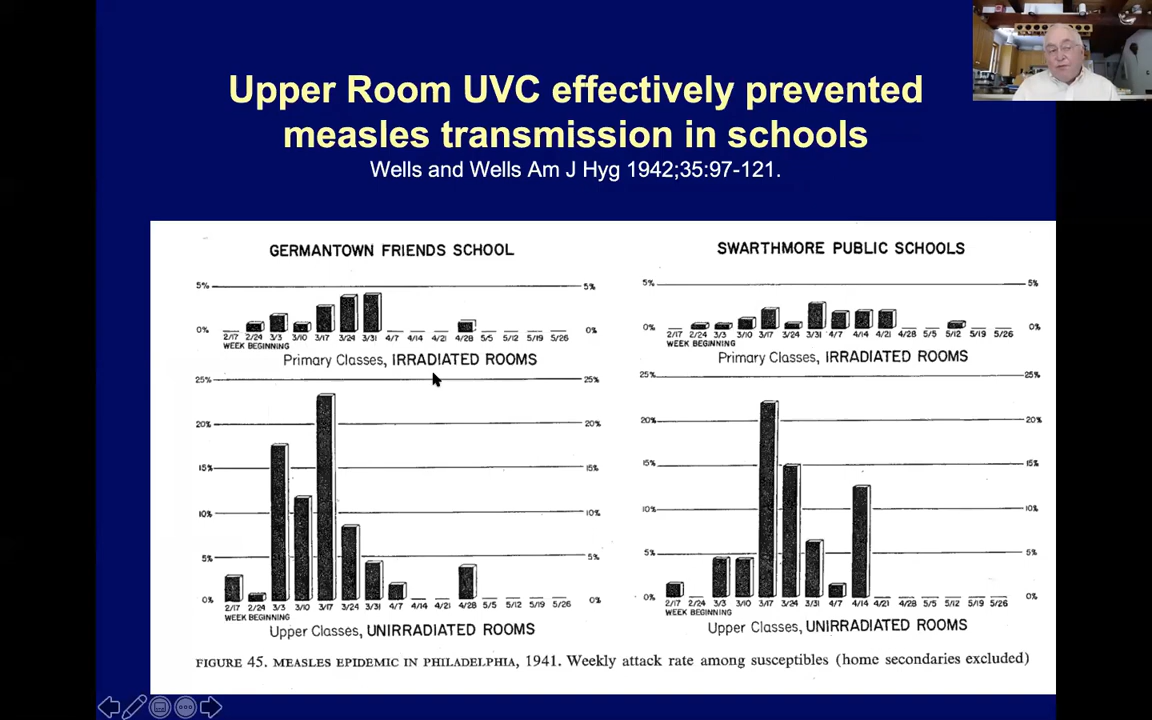 Upper Room UVC effectively prevented
measles transmission in schools
Wells and Wells Am J Hyg 1942;35:97-121.
GERMANTOWN FRIENDS SCHOOL
5% 5%
0% 0%
2/17 2/24 3/3 3/10 3/17 3/24 3/31 4/7 4/14 4/21 4/28 5/5 5/12 5/19 5/26
WEEK BEGINNING
Primary Classes, IRRADIATED ROOMS
25% 25%
20% 20%
15% 15%
10% 10%
5% 5%
0% 0%
2/17 2/24 3/3 3/10 3/17 3/24 3/31 4/7 4/14 4/21 4/28 5/5 5/12 5/19 5/26
WEEK BEGINNING
Upper Classes, UNIRRADIATED ROOMS
SWARTHMORE PUBLIC SCHOOLS
5% 5%
0% 0%
2/17 2/24 3/3 3/10 3/17 3/24 3/31 4/7 4/14 4/21 4/28 5/5 5/12 5/19 5/26
WEEK BEGINNING
Primary Classes, IRRADIATED ROOMS
25% 25%
20% 20%
15% 15%
10% 10%
5% 5%
0% 0%
2/17 2/24 3/3 3/10 3/17 3/24 3/31 4/7 4/14 4/21 4/28 5/5 5/12 5/19 5/26
WEEK BEGINNING
Upper Classes, UNIRRADIATED ROOMS
FIGURE 45. MEASLES EPIDEMIC IN PHILADELPHIA, 1941. Weekly attack rate among susceptibles (home secondaries excluded)